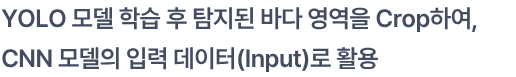 YOLO 모델 학습 후 탐지된 바다 영역을 Crop하여,
CNN 모델의 입력 데이터(Input)로 활용